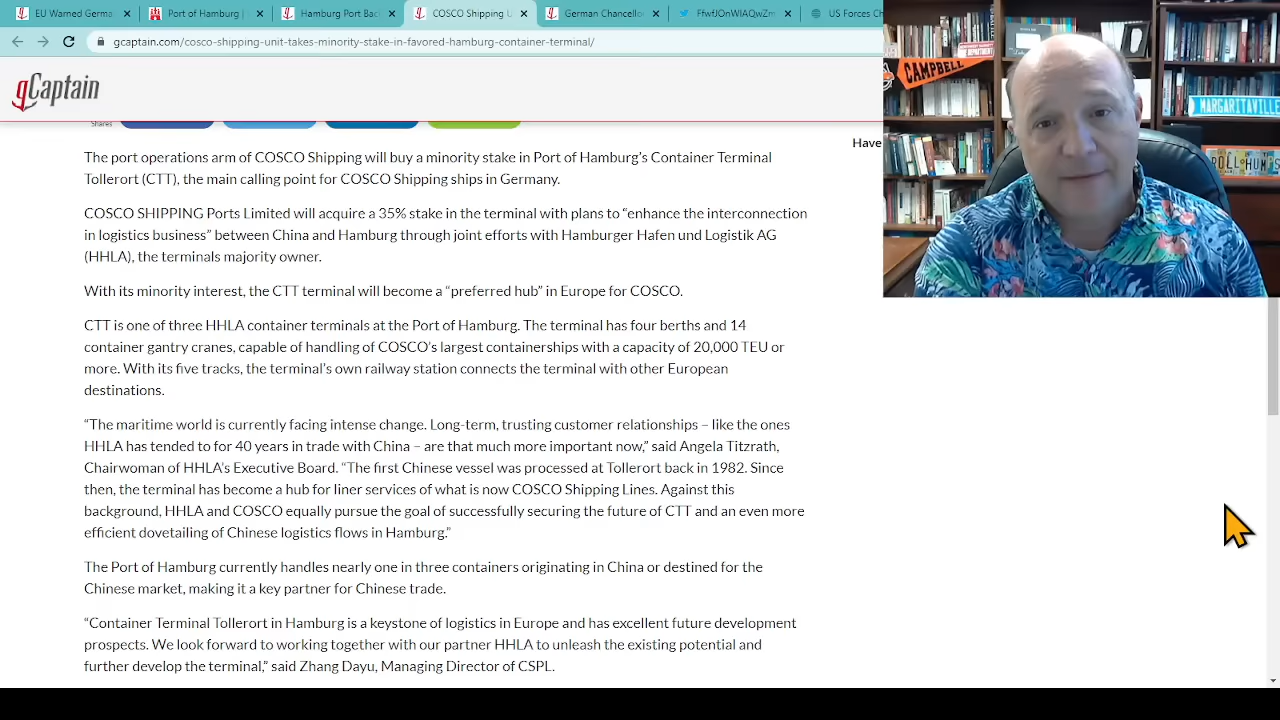 EU Warned Germa
Port of Hamburg |
Hamburg Port Bac
COSCO Shipping U
German Chancello
FfwfJOnWIAQwZm
US Forces Ch
gcaptain.com/cosco-shipping-unit-takes-minority-stake-in-favored-hamburg-container-terminal/
gCaptain
Shares
Have
The port operations arm of COSCO Shipping will buy a minority stake in Port of Hamburg's Container Terminal
Tollerort (CTT), the main calling point for COSCO Shipping ships in Germany.
COSCO SHIPPING Ports Limited will acquire a 35% stake in the terminal with plans to “enhance the interconnection
in logistics business” between China and Hamburg through joint efforts with Hamburger Hafen und Logistik AG
(HHLA), the terminals majority owner.
With its minority interest, the CTT terminal will become a “preferred hub” in Europe for COSCO.
CTT is one of three HHLA container terminals at the Port of Hamburg. The terminal has four berths and 14
container gantry cranes, capable of handling of COSCO’s largest containerships with a capacity of 20,000 TEU or
more. With its five tracks, the terminal’s own railway station connects the terminal with other European
destinations.
“The maritime world is currently facing intense change. Long-term, trusting customer relationships – like the ones
HHLA has tended to for 40 years in trade with China – are that much more important now,” said Angela Titzrath,
Chairwoman of HHLA’s Executive Board. “The first Chinese vessel was processed at Tollerort back in 1982. Since
then, the terminal has become a hub for liner services of what is now COSCO Shipping Lines. Against this
background, HHLA and COSCO equally pursue the goal of successfully securing the future of CTT and an even more
efficient dovetailing of Chinese logistics flows in Hamburg.”
The Port of Hamburg currently handles nearly one in three containers originating in China or destined for the
Chinese market, making it a key partner for Chinese trade.
“Container Terminal Tollerort in Hamburg is a keystone of logistics in Europe and has excellent future development
prospects. We look forward to working together with our partner HHLA to unleash the existing potential and
further develop the terminal,” said Zhang Dayu, Managing Director of CSPL.
CAMPBELL
MARGARITAVILLE
ROLL HUMS